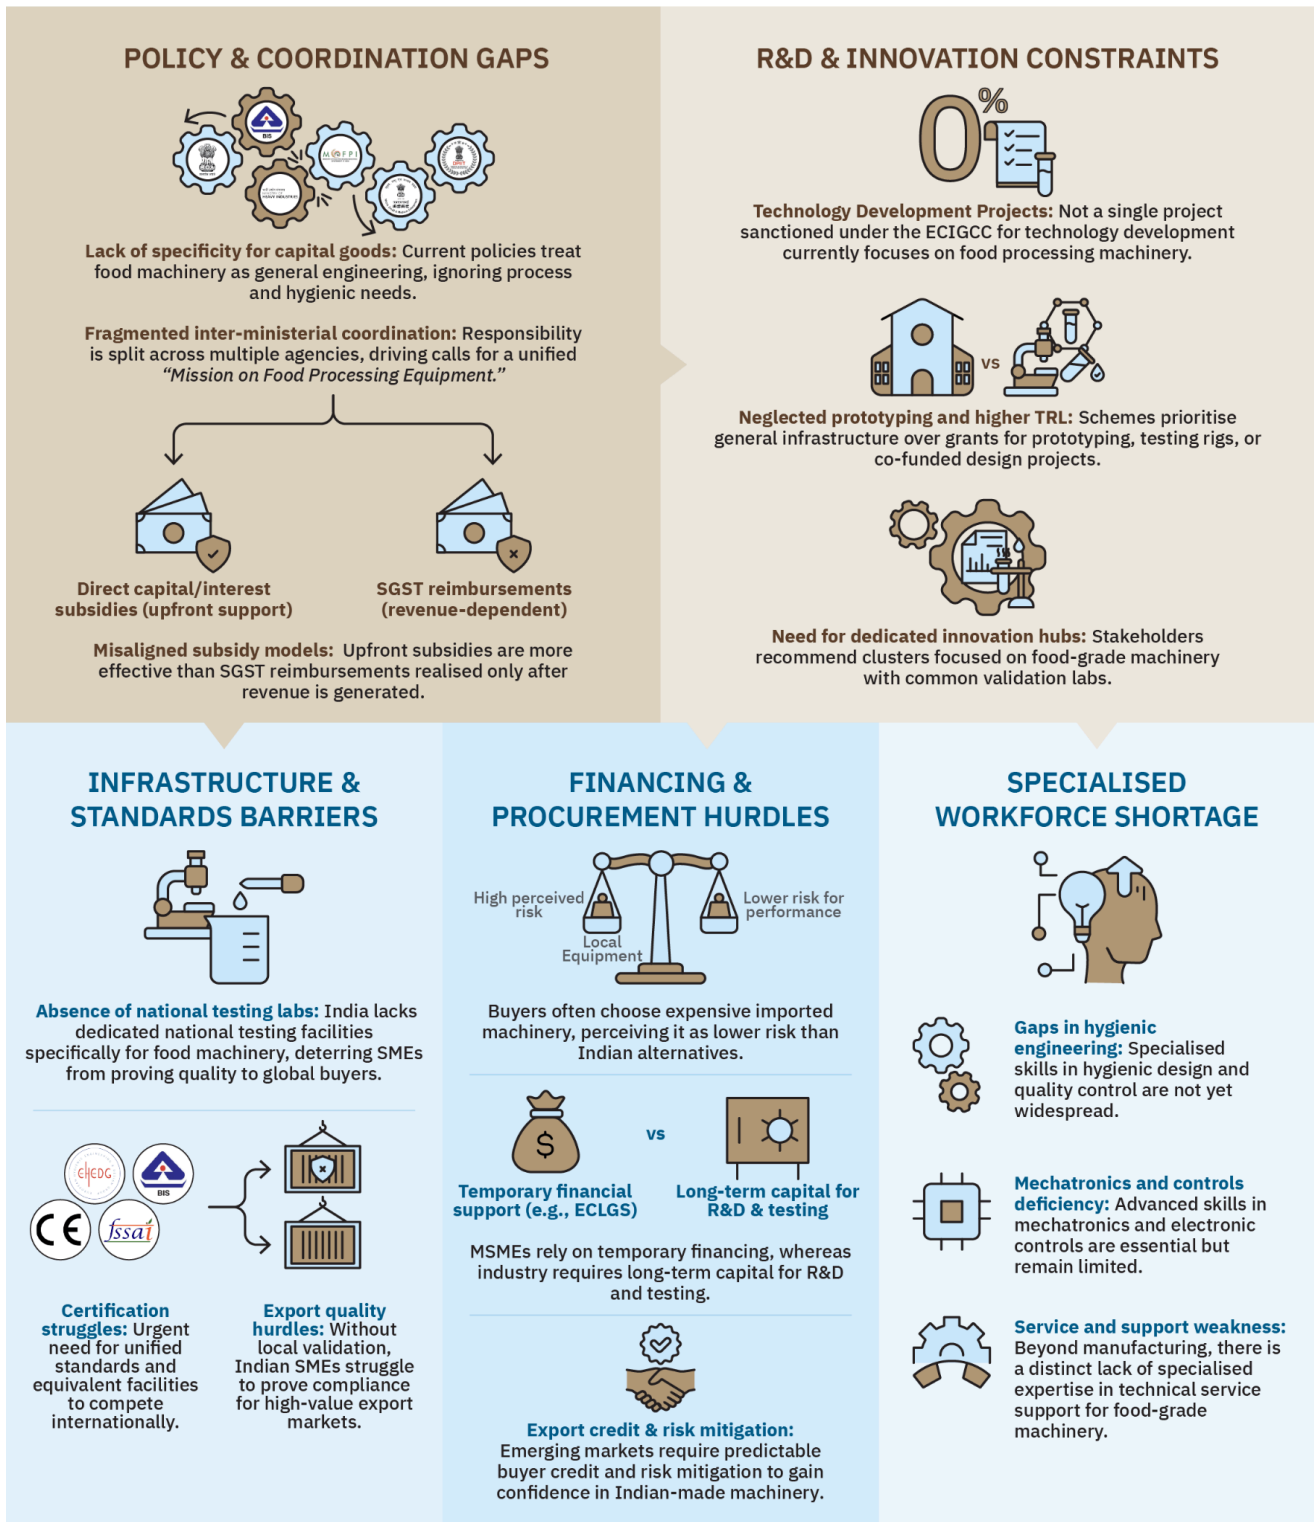 POLICY & COORDINATION GAPS
BIS
MOFPI
HEAVY INDUSTRIES
Lack of specificity for capital goods: Current policies treat
food machinery as general engineering, ignoring process
and hygienic needs.
Fragmented inter-ministerial coordination: Responsibility
is split across multiple agencies, driving calls for a unified
“Mission on Food Processing Equipment.”
Direct capital/interest
subsidies (upfront support)
SGST reimbursements
(revenue-dependent)
Misaligned subsidy models: Upfront subsidies are more
effective than SGST reimbursements realised only after
revenue is generated.
R&D & INNOVATION CONSTRAINTS
0%
Technology Development Projects: Not a single project
sanctioned under the ECIGCC for technology development
currently focuses on food processing machinery.
vs
Neglected prototyping and higher TRL: Schemes prioritise
general infrastructure over grants for prototyping, testing rigs, or
co-funded design projects.
Need for dedicated innovation hubs: Stakeholders
recommend clusters focused on food-grade machinery
with common validation labs.
INFRASTRUCTURE &
STANDARDS BARRIERS
Absence of national testing labs: India lacks
dedicated national testing facilities
specifically for food machinery, deterring SMEs
from proving quality to global buyers.
EHEDG
BIS
CE
fssai
Certification
struggles: Urgent
need for unified
standards and
equivalent facilities
to compete
internationally.
Export quality
hurdles: Without
local validation,
Indian SMEs struggle
to prove compliance
for high-value export
markets.
FINANCING &
PROCUREMENT HURDLES
High perceived
risk
Local
Equipment
Lower risk for
performance
Buyers often choose expensive imported
machinery, perceiving it as lower risk than
Indian alternatives.
$
vs
Temporary financial
support (e.g., ECLGS)
Long-term capital for
R&D & testing
MSMEs rely on temporary financing, whereas
industry requires long-term capital for R&D
and testing.
Export credit & risk mitigation:
Emerging markets require predictable
buyer credit and risk mitigation to gain
confidence in Indian-made machinery.
SPECIALISED
WORKFORCE SHORTAGE
Gaps in hygienic
engineering: Specialised
skills in hygienic design and
quality control are not yet
widespread.
Mechatronics and controls
deficiency: Advanced skills in
mechatronics and electronic
controls are essential but
remain limited.
Service and support weakness:
Beyond manufacturing, there is
a distinct lack of specialised
expertise in technical service
support for food-grade
machinery.